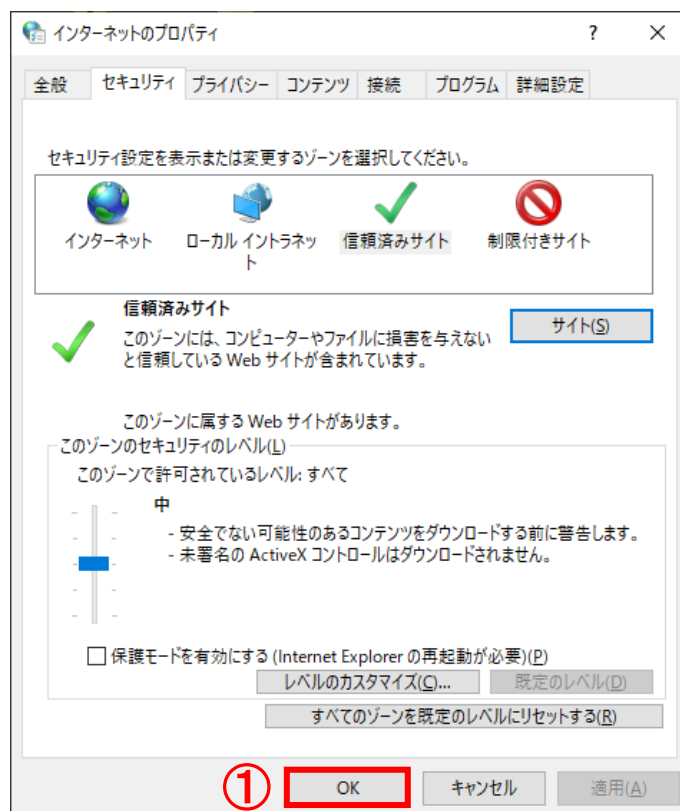 インターネットのプロパティ
?
×
全般
セキュリティ
プライバシー
コンテンツ
接続
プログラム
詳細設定
セキュリティ設定を表示または変更するゾーンを選択してください。
インターネット
ローカル イントラネッ
ト
信頼済みサイト
制限付きサイト
信頼済みサイト
このゾーンには、コンピューターやファイルに損害を与えない
と信頼している Web サイトが含まれています。
サイト(S)
このゾーンに属する Web サイトがあります。
このゾーンのセキュリティのレベル(L)
このゾーンで許可されているレベル: すべて
中
- 安全でない可能性のあるコンテンツをダウンロードする前に警告します。
- 未署名の ActiveX コントロールはダウンロードされません。
保護モードを有効にする (Internet Explorer の再起動が必要)(P)
レベルのカスタマイズ(C)...
既定のレベル(D)
すべてのゾーンを既定のレベルにリセットする(R)
①
OK
キャンセル
適用(A)